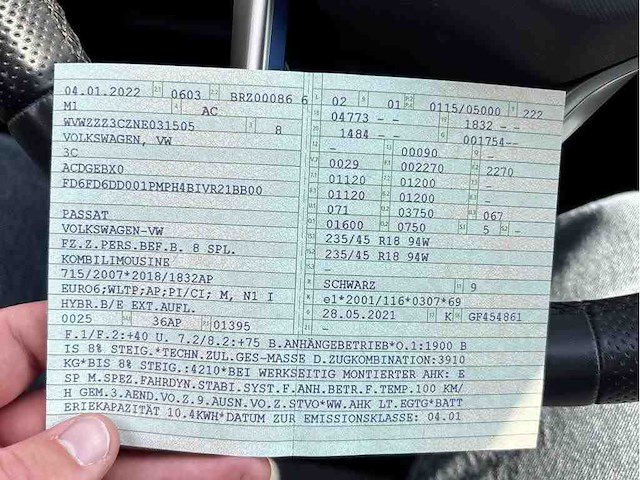 04.01.2022 0603 BRZ00086 6
M1 AC
WVWZZZ3CZNE031505 8
VOLKSWAGEN, VW
3C
ACDGEBX0
FD6FD6DD001PMPH4BIVR21BB00
PASSAT
VOLKSWAGEN-VW
FZ.Z.PERS.BEF.B. 8 SPL.
KOMBILIMOUSINE
715/2007*2018/1832AP
EURO6;WLTP;AP;PI/CI; M, N1 I
HYBR.B/E EXT.AUFL.
0025 36AP 01395
02 01 0115/05000 222
04773 - - 1832 - -
1484 - - 001754--
- 00090 -
0029 002270 2270
01120 01200 -
01120 01200 -
071 03750 067
01600 0750 5 -
235/45 R18 94W
235/45 R18 94W
-
SCHWARZ 9
e1*2001/116*0307*69
28.05.2021 K GF454861
-
F.1/F.2:+40 U. 7.2/8.2:+75 B.ANHÄNGEBETRIEB*O.1:1900 B
IS 8% STEIG.*TECHN.ZUL.GES-MASSE D.ZUGKOMBINATION:3910
KG*BIS 8% STEIG.:4210*BEI WERKSEITIG MONTIERTER AHK: E
SP M.SPEZ.FAHRDYN.STABI.SYST.F.ANH.BETR.F.TEMP.100 KM/
H GEM.3.AEND.VO.Z.9.AUSN.VO.Z.STVO*WW.AHK LT.EGTG*BATT
ERIEKAPAZITÄT 10.4KWH*DATUM ZUR EMISSIONSKLASSE: 04.01